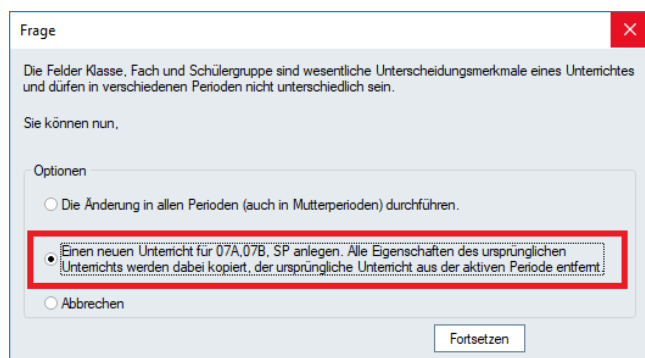 Frage
Die Felder Klasse, Fach und Schülergruppe sind wesentliche Unterscheidungsmerkmale eines Unterrichtes
und dürfen in verschiedenen Perioden nicht unterschiedlich sein.
Sie können nun,
Optionen
Die Änderung in allen Perioden (auch in Mutterperioden) durchführen.
Einen neuen Unterricht für 07A,07B, SP anlegen. Alle Eigenschaften des ursprünglichen
Unterrichts werden dabei kopiert, der ursprüngliche Unterricht aus der aktiven Periode entfernt.
Abbrechen
Fortsetzen